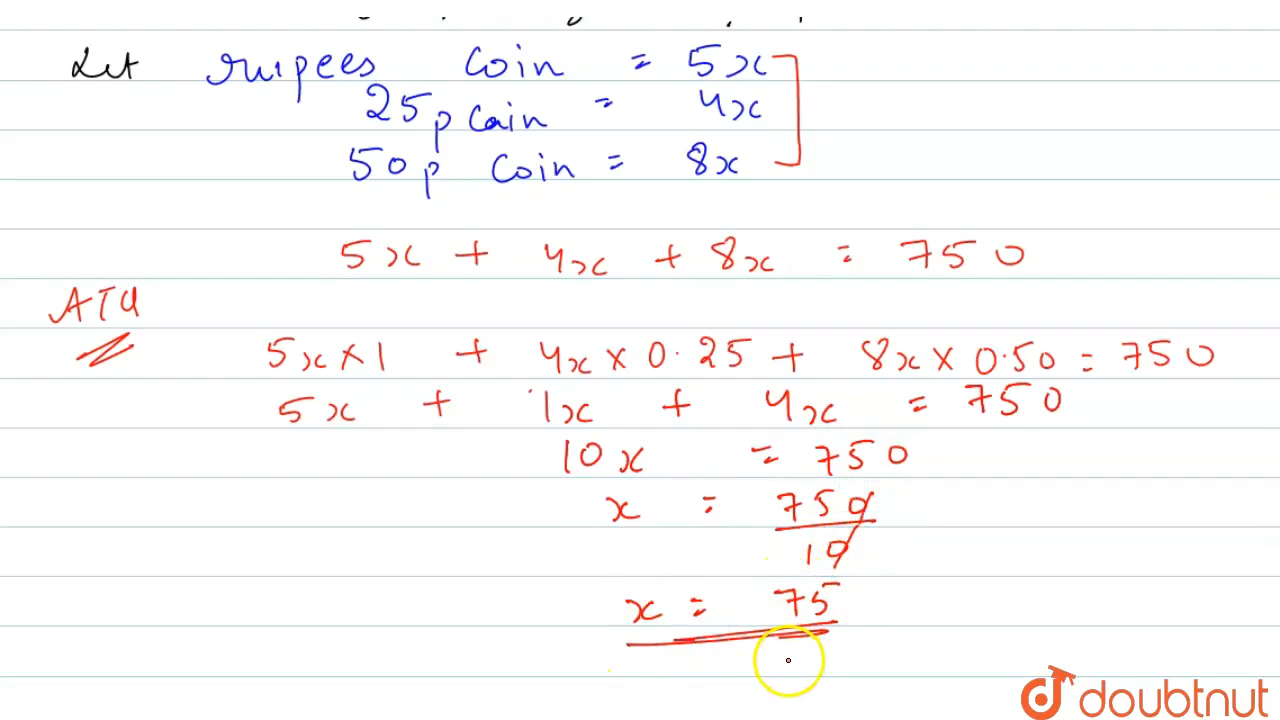 Let rupees coin = 5x
25p coin = 4x
50p coin = 8x
5x + 4x + 8x = 750
ATQ
5x × 1 + 4x × 0.25 + 8x × 0.50 = 750
5x + 1x + 4x = 750
10x = 750
x = 750
10
x = 75
doubtnut